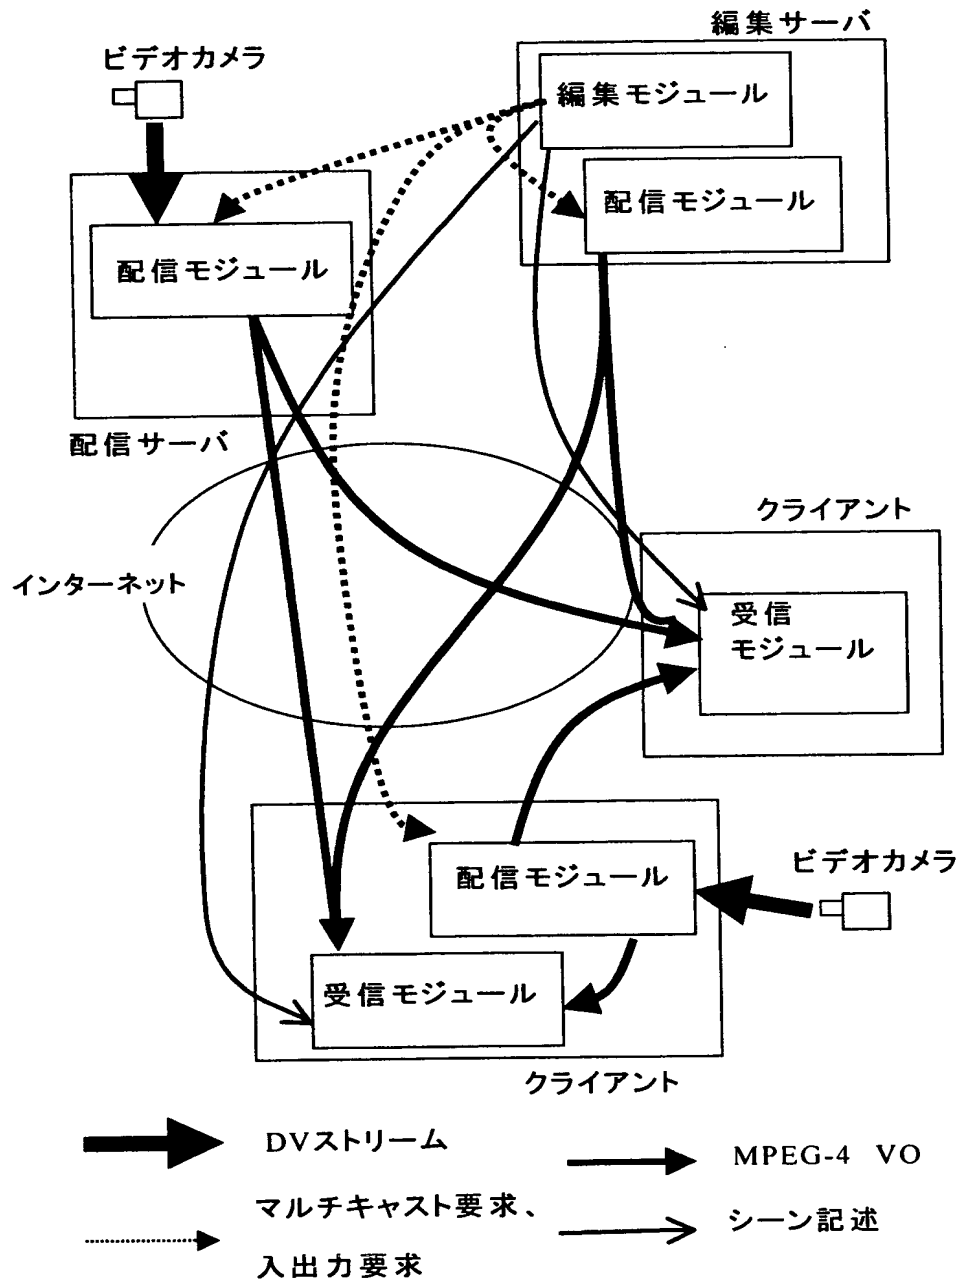 編集サーバ
ビデオカメラ
編集モジュール
配信モジュール
配信モジュール
配信サーバ
クライアント
インターネット
受信
モジュール
ビデオカメラ
配信モジュール
受信モジュール
クライアント
DVストリーム
MPEG-4 VO
マルチキャスト要求、
入出力要求
シーン記述